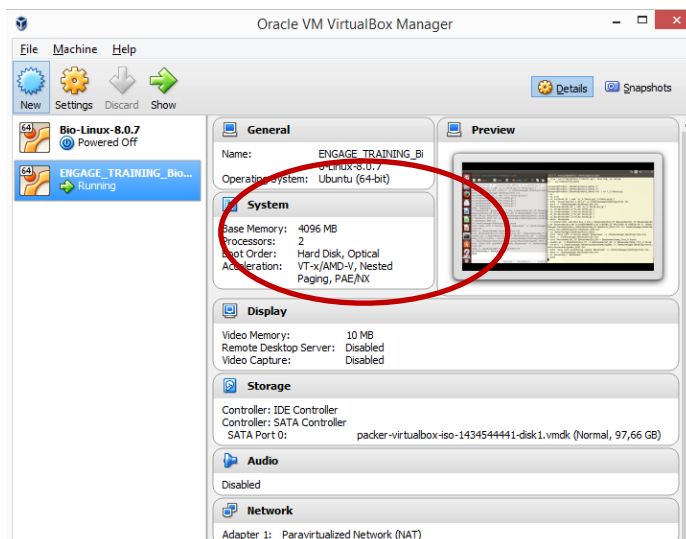 Oracle VM VirtualBox Manager
File Machine Help
New Settings Discard Show
Details Snapshots
64 Bio-Linux-8.0.7
Powered Off
64 ENGAGE_TRAINING_Bio...
Running
General
Name: ENGAGE_TRAINING_Bi
o-Linux-8.0.7
Operating System: Ubuntu (64-bit)
System
Base Memory: 4096 MB
Processors: 2
Boot Order: Hard Disk, Optical
Acceleration: VT-x/AMD-V, Nested
Paging, PAE/NX
Preview
Display
Video Memory: 10 MB
Remote Desktop Server: Disabled
Video Capture: Disabled
Storage
Controller: IDE Controller
Controller: SATA Controller
SATA Port 0: packer-virtualbox-iso-1434544441-disk1.vmdk (Normal, 97,66 GB)
Audio
Disabled
Network
Adapter 1: Paravirtualized Network (NAT)